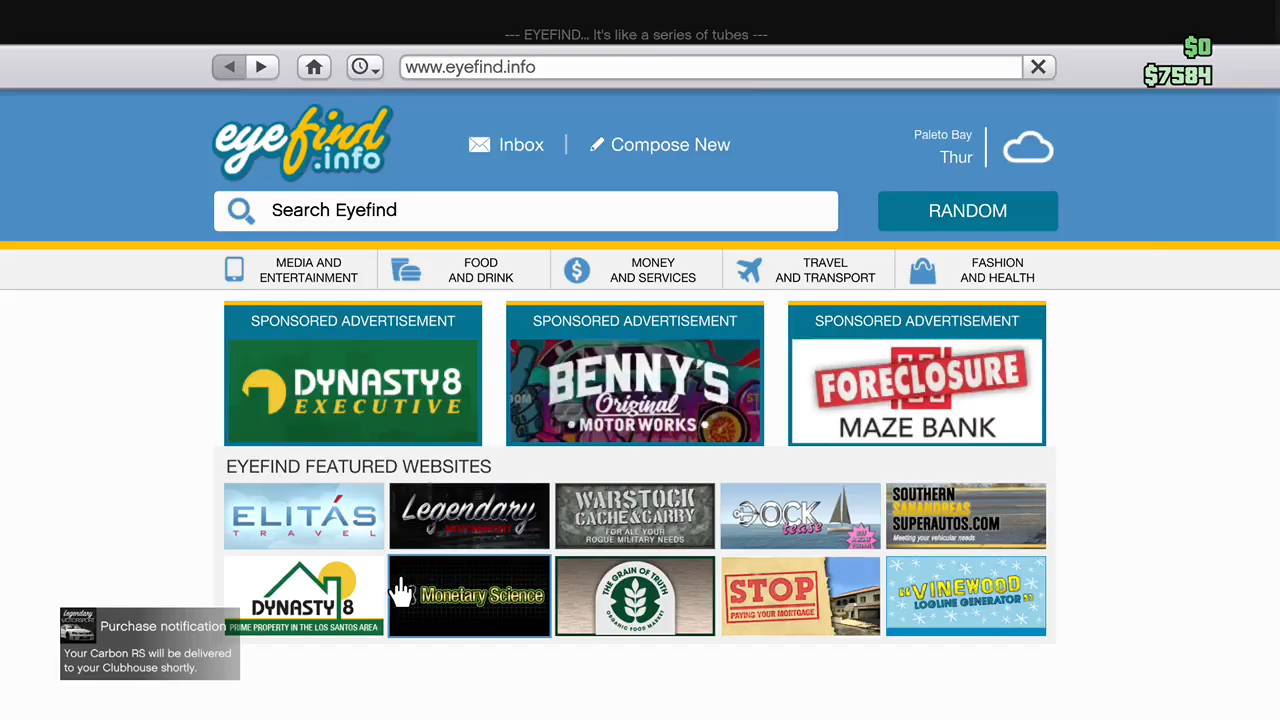 --- EYEFIND... It's like a series of tubes ---
$0
www.eyefind.info
$7584
eyefind
.info
Inbox
Compose New
Paleto Bay
Thur
Search Eyefind
RANDOM
MEDIA AND
ENTERTAINMENT
FOOD
AND DRINK
MONEY
AND SERVICES
TRAVEL
AND TRANSPORT
FASHION
AND HEALTH
SPONSORED ADVERTISEMENT
DYNASTY 8
EXECUTIVE
SPONSORED ADVERTISEMENT
BENNY'S
Original
MOTOR WORKS
SPONSORED ADVERTISEMENT
FORECLOSURE
MAZE BANK
EYEFIND FEATURED WEBSITES
ELITÁS
TRAVEL
Legendary
WARSTOCK
CACHE & CARRY
FOR ALL YOUR
ROGUE MILITARY NEEDS
DOCK
tease
SOUTHERN
SANANDREAS
SUPERAUTOS.COM
Meeting your vehicular needs
DYNASTY 8
PRIME PROPERTY IN THE LOS SANTOS AREA
Monetary Science
THE GRAIN OF TRUTH
ORGANIC FOOD MARKET
STOP
PAYING YOUR MORTGAGE
"VINEWOOD"
LOGLINE GENERATOR
Legendary
Purchase notification
Your Carbon RS will be delivered
to your Clubhouse shortly.